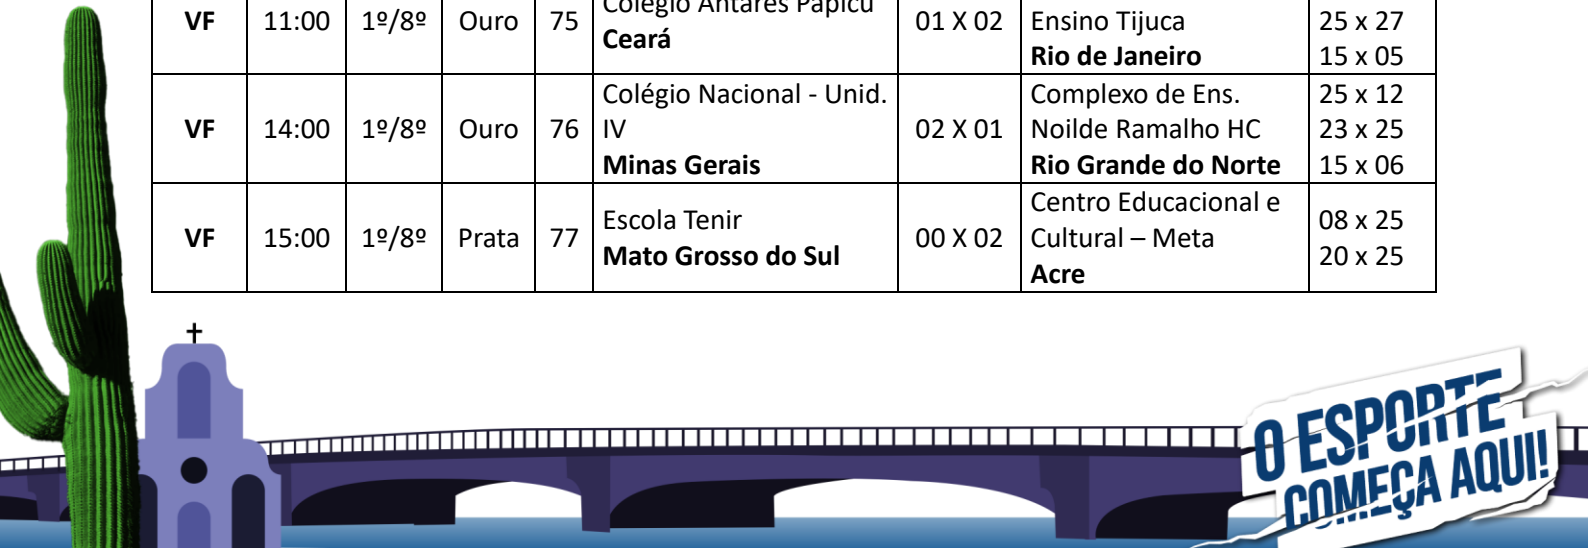 Colégio Antares Papicu
VF 11:00 1º/8º Ouro 75 Ceará 01 X 02 Ensino Tijuca 25 x 27
Rio de Janeiro 15 x 05
Colégio Nacional - Unid. Complexo de Ens. 25 x 12
VF 14:00 1º/8º Ouro 76 IV 02 X 01 Noilde Ramalho HC 23 x 25
Minas Gerais Rio Grande do Norte 15 x 06
Centro Educacional e
VF 15:00 1º/8º Prata 77 Escola Tenir 00 X 02 Cultural – Meta 08 x 25
Mato Grosso do Sul Acre 20 x 25
O ESPORTE
COMEÇA AQUI!